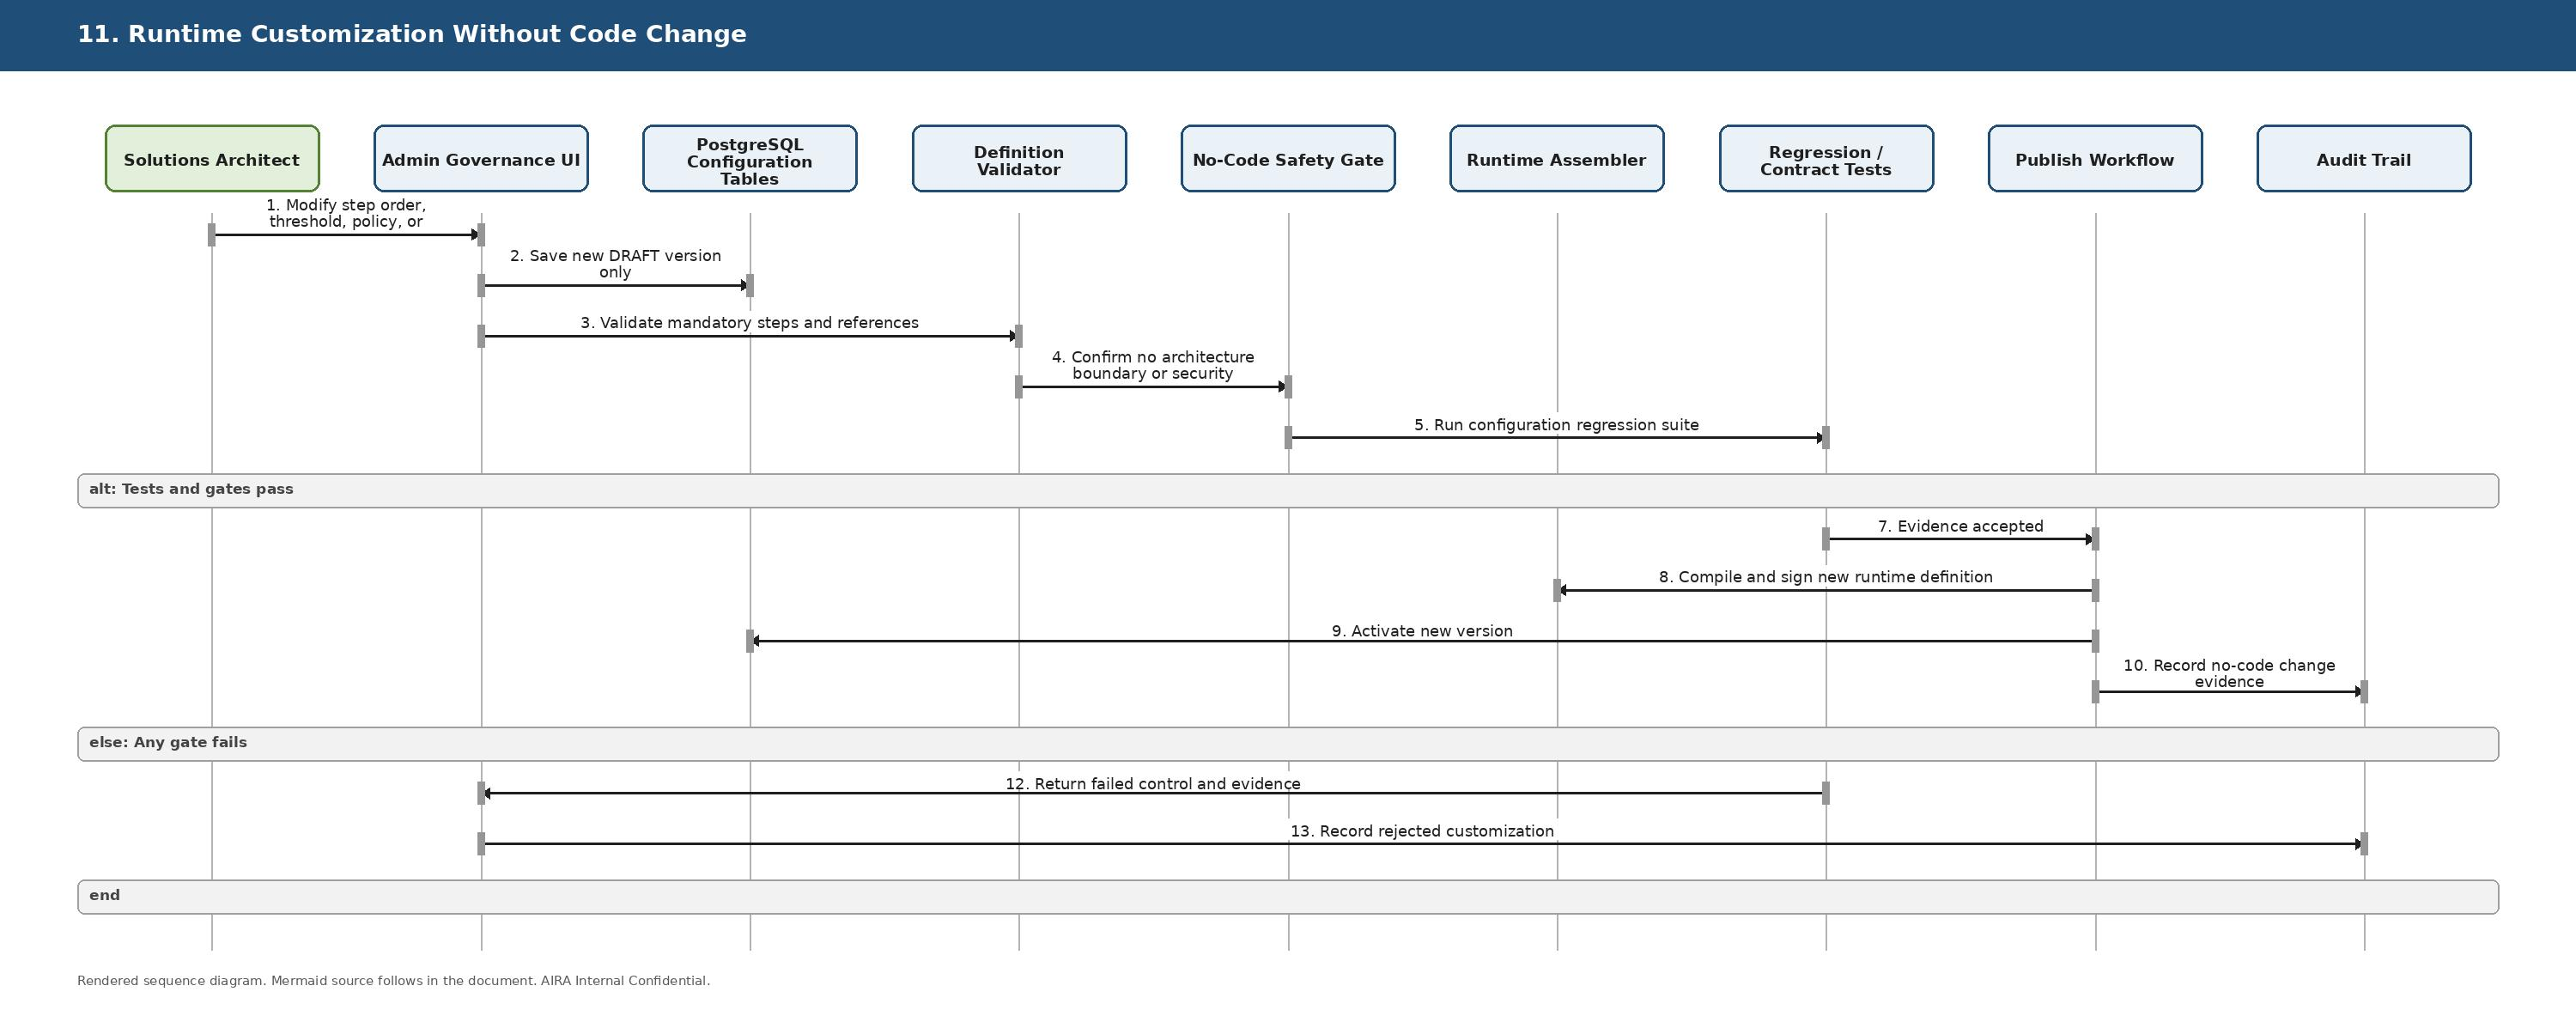 11. Runtime Customization Without Code Change
Solutions Architect
Admin Governance UI
PostgreSQL
Configuration
Tables
Definition
Validator
No-Code Safety Gate
Runtime Assembler
Regression /
Contract Tests
Publish Workflow
Audit Trail
1. Modify step order,
threshold, policy, or
2. Save new DRAFT version
only
3. Validate mandatory steps and references
4. Confirm no architecture
boundary or security
5. Run configuration regression suite
alt: Tests and gates pass
7. Evidence accepted
8. Compile and sign new runtime definition
9. Activate new version
10. Record no-code change
evidence
else: Any gate fails
12. Return failed control and evidence
13. Record rejected customization
end
Rendered sequence diagram. Mermaid source follows in the document. AIRA Internal Confidential.